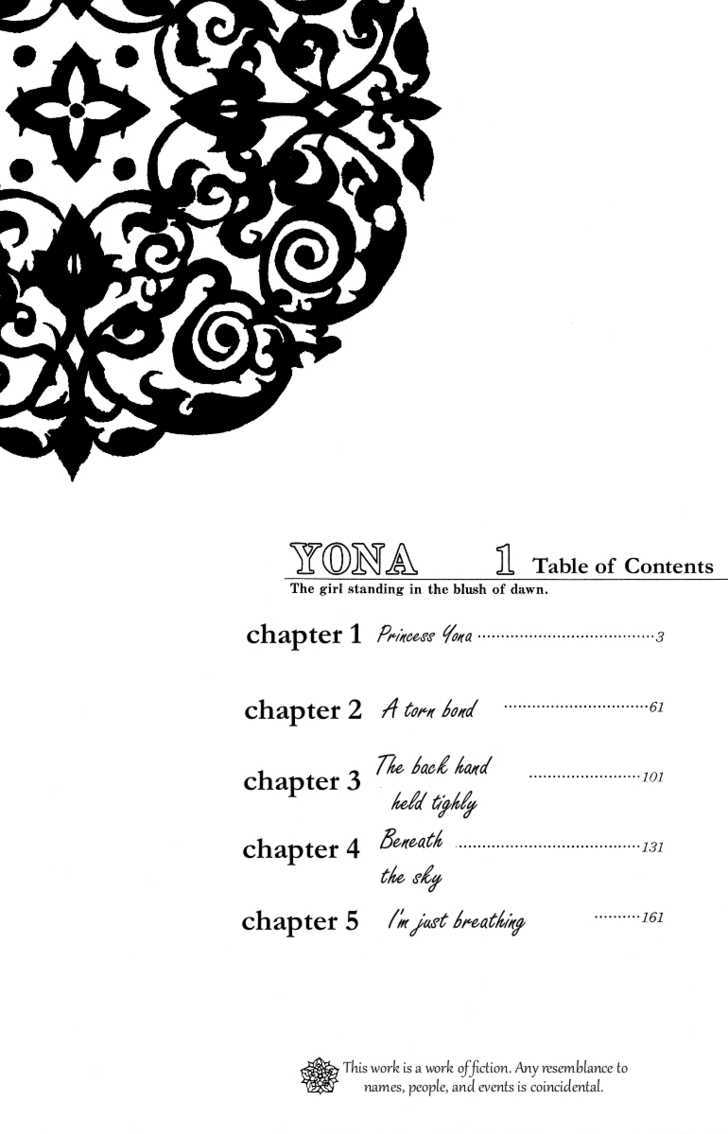 YONA 1 Table of Contents
The girl standing in the blush of dawn.
chapter 1 Princess Yona ......................................3
chapter 2 A torn bond ...............................61
chapter 3 The back hand ........................101
held tighly
chapter 4 Beneath .......................................131
the sky
chapter 5 I'm just breathing ..........161
This work is a work of fiction. Any resemblance to
names, people, and events is coincidental.